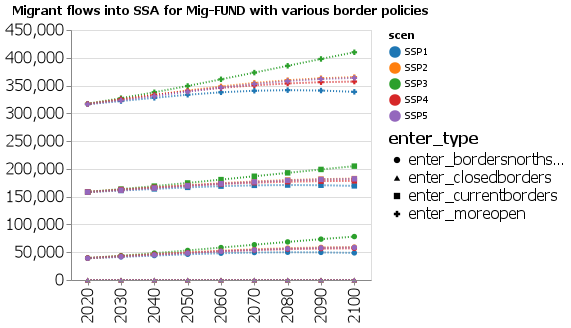 Migrant flows into SSA for Mig-FUND with various border policies
450,000
400,000
350,000
300,000
250,000
200,000
150,000
100,000
50,000
0
2020 2030 2040 2050 2060 2070 2080 2090 2100
scen
SSP1
SSP2
SSP3
SSP4
SSP5
enter_type
enter_bordersnorths...
enter_closedborders
enter_currentborders
enter_moreopen